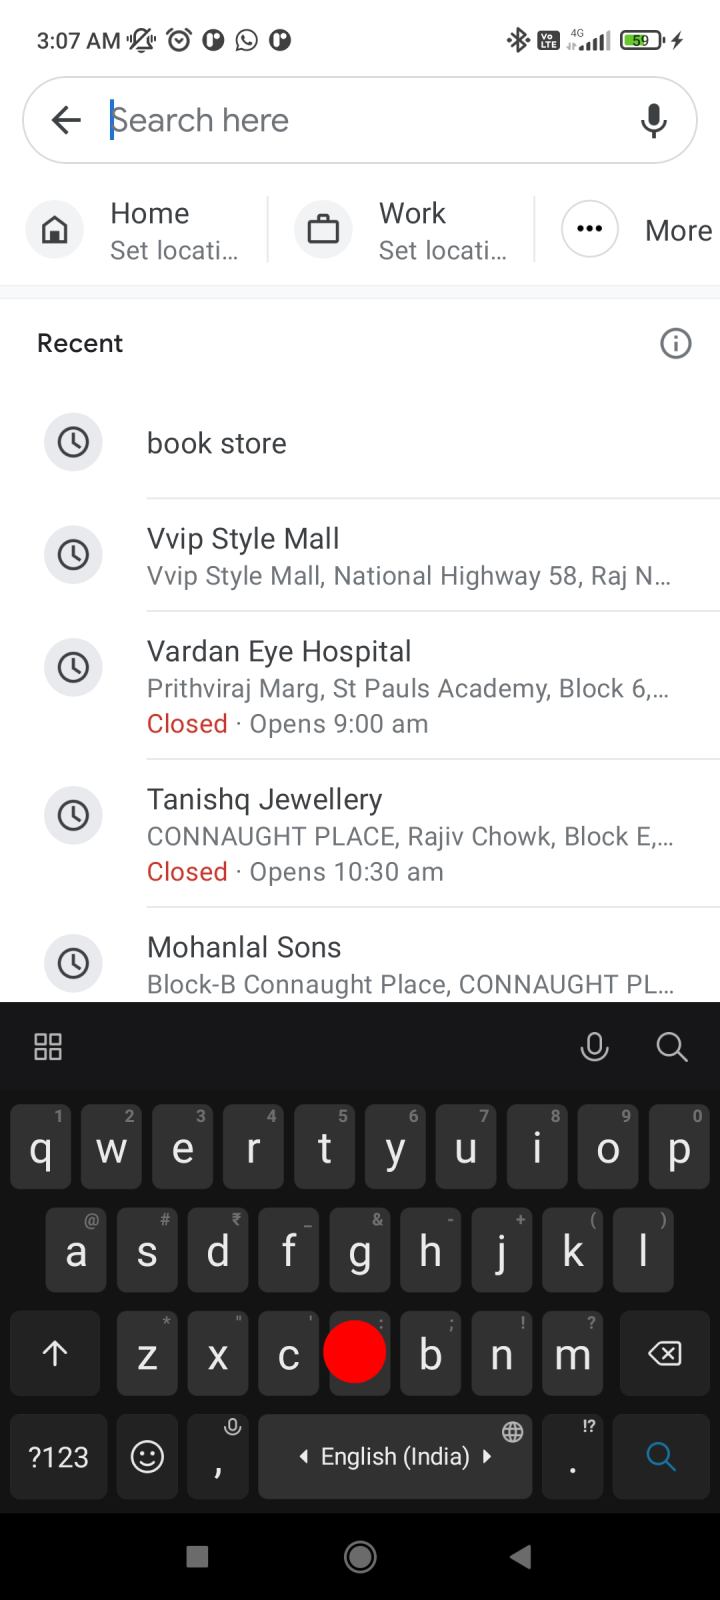 3:07 AM
Vo LTE 4G 59
Search here
Home
Set locati...
Work
Set locati...
More
Recent
book store
Vvip Style Mall
Vvip Style Mall, National Highway 58, Raj N...
Vardan Eye Hospital
Prithviraj Marg, St Pauls Academy, Block 6,...
Closed · Opens 9:00 am
Tanishq Jewellery
CONNAUGHT PLACE, Rajiv Chowk, Block E,...
Closed · Opens 10:30 am
Mohanlal Sons
Block-B Connaught Place, CONNAUGHT PL...
1 2 3 4 5 6 7 8 9 0
q w e r t y u i o p
@ # ₹ _ & - + ( )
a s d f g h j k l
* " ' : ; ! ?
z x c b n m
!?
?123 , English (India) .